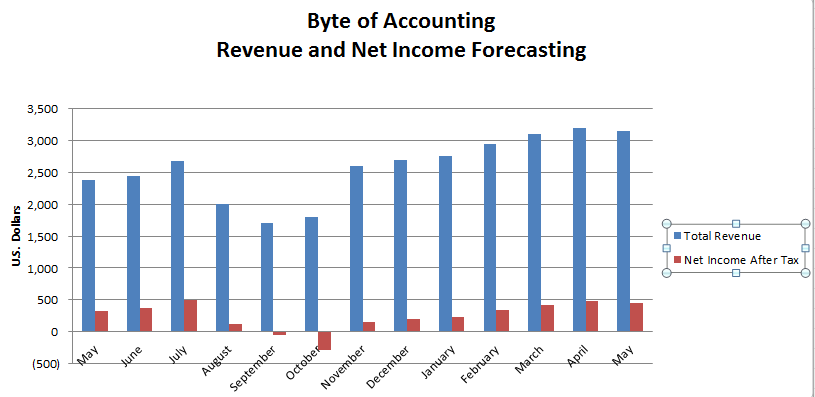 Byte of Accounting
Revenue and Net Income Forecasting
3,500
3,000
2,500
2,000
1,500
1,000
500
0
(500)
U.S. Dollars
May
June
July
August
September
October
November
December
January
February
March
April
May
Total Revenue
Net Income After Tax